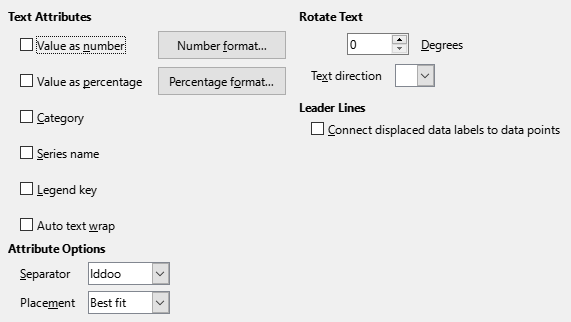 Text Attributes
Value as number
Number format...
Value as percentage
Percentage format...
Category
Series name
Legend key
Auto text wrap
Attribute Options
Separator
Iddoo
Placement
Best fit
Rotate Text
0
Degrees
Text direction
Leader Lines
Connect displaced data labels to data points